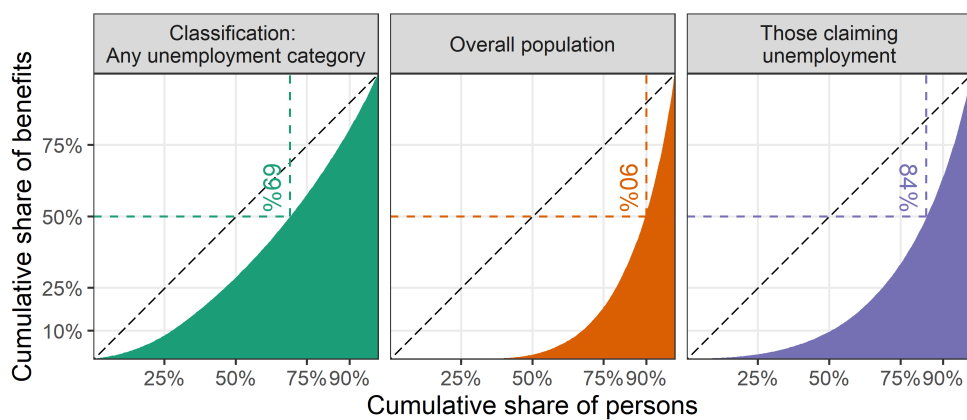 Classification:
Any unemployment category
Overall population
Those claiming
unemployment
Cumulative share of benefits
75%
50%
25%
10%
69%
90%
84%
25% 50% 75% 90%
25% 50% 75% 90%
25% 50% 75% 90%
Cumulative share of persons